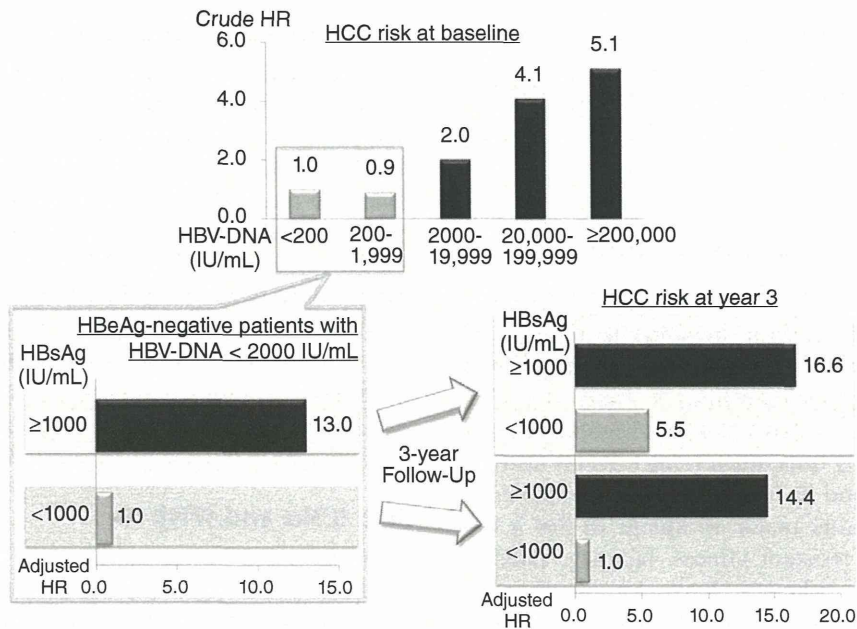 Crude HR
HCC risk at baseline
6.0
4.0
2.0
0.0
1.0
0.9
2.0
4.1
5.1
HBV-DNA
(IU/mL)
<200
200-
1,999
2000-
19,999
20,000-
199,999
≥200,000
HBeAg-negative patients with
HBV-DNA < 2000 IU/mL
HBsAg
(IU/mL)
≥1000
13.0
<1000
1.0
Adjusted
HR
0.0 5.0 10.0 15.0
3-year
Follow-Up
HCC risk at year 3
HBsAg
(IU/mL)
≥1000
16.6
<1000
5.5
≥1000
14.4
<1000
1.0
Adjusted
HR
0.0 5.0 10.0 15.0 20.0